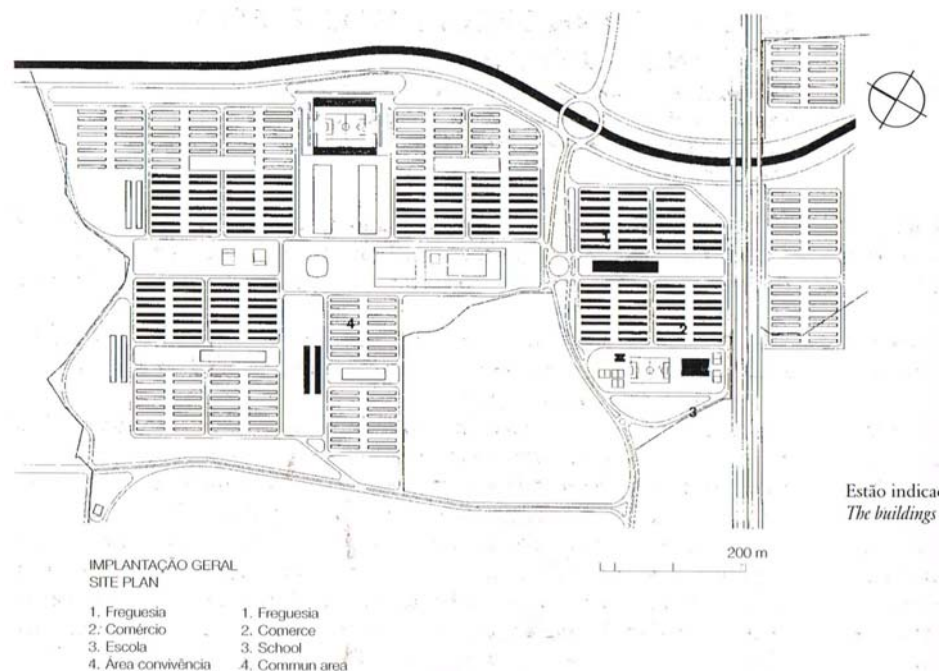 1
2
3
4
Estão indica
The buildings
200 m
IMPLANTAÇÃO GERAL
SITE PLAN
1. Freguesia
2. Comércio
3. Escola
4. Área convivência
1. Freguesia
2. Comerce
3. School
4. Commun area